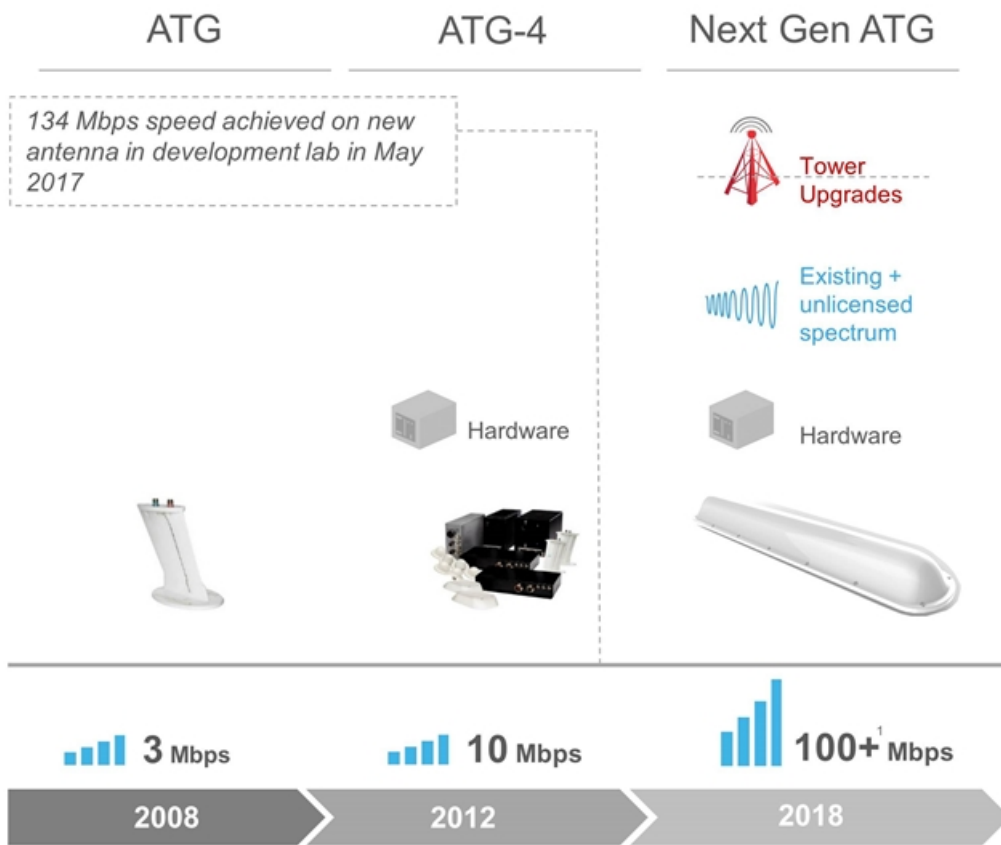 ATG
ATG-4
Next Gen ATG
134 Mbps speed achieved on new
antenna in development lab in May
2017
Tower
Upgrades
Existing +
unlicensed
spectrum
Hardware
Hardware
3 Mbps
10 Mbps
100+¹ Mbps
2008
2012
2018